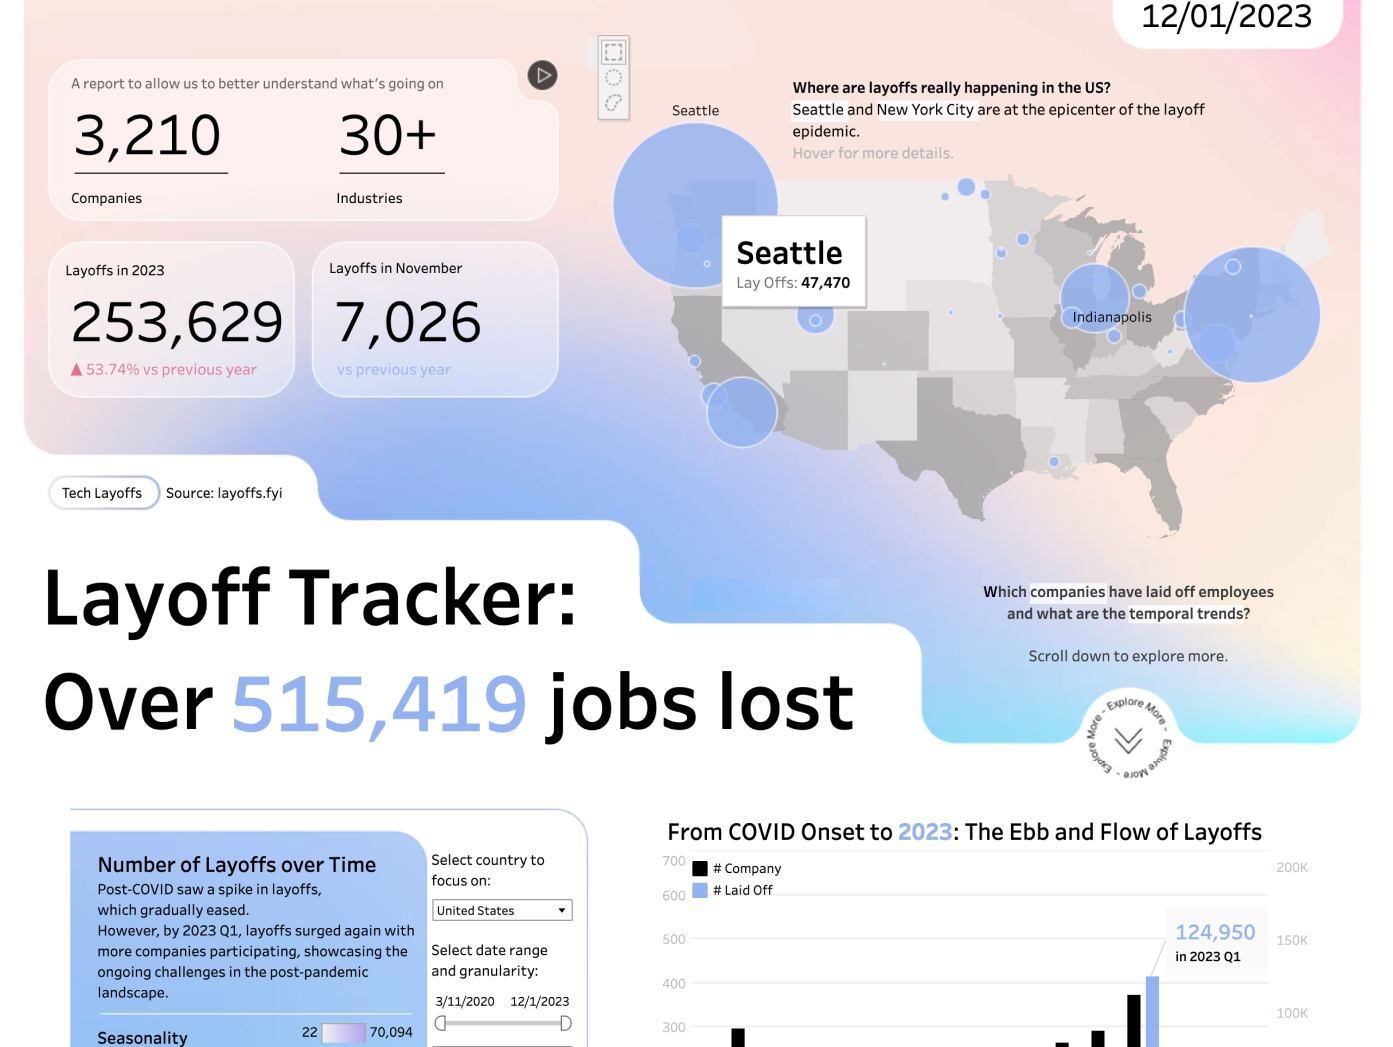 12/01/2023
A report to allow us to better understand what's going on
3,210
30+
Companies
Industries
Layoffs in 2023
253,629
▲ 53.74% vs previous year
Layoffs in November
7,026
vs previous year
Where are layoffs really happening in the US?
Seattle and New York City are at the epicenter of the layoff
epidemic.
Hover for more details.
Seattle
Seattle
Lay Offs: 47,470
Indianapolis
Tech Layoffs
Source: layoffs.fyi
Layoff Tracker:
Over 515,419 jobs lost
Which companies have laid off employees
and what are the temporal trends?
Scroll down to explore more.
Explore More - Explore More - Explore More -
Number of Layoffs over Time
Post-COVID saw a spike in layoffs,
which gradually eased.
However, by 2023 Q1, layoffs surged again with
more companies participating, showcasing the
ongoing challenges in the post-pandemic
landscape.
Seasonality
22
70,094
Select country to
focus on:
United States
Select date range
and granularity:
3/11/2020
12/1/2023
From COVID Onset to 2023: The Ebb and Flow of Layoffs
# Company
# Laid Off
700
600
500
400
300
200K
150K
100K
124,950
in 2023 Q1